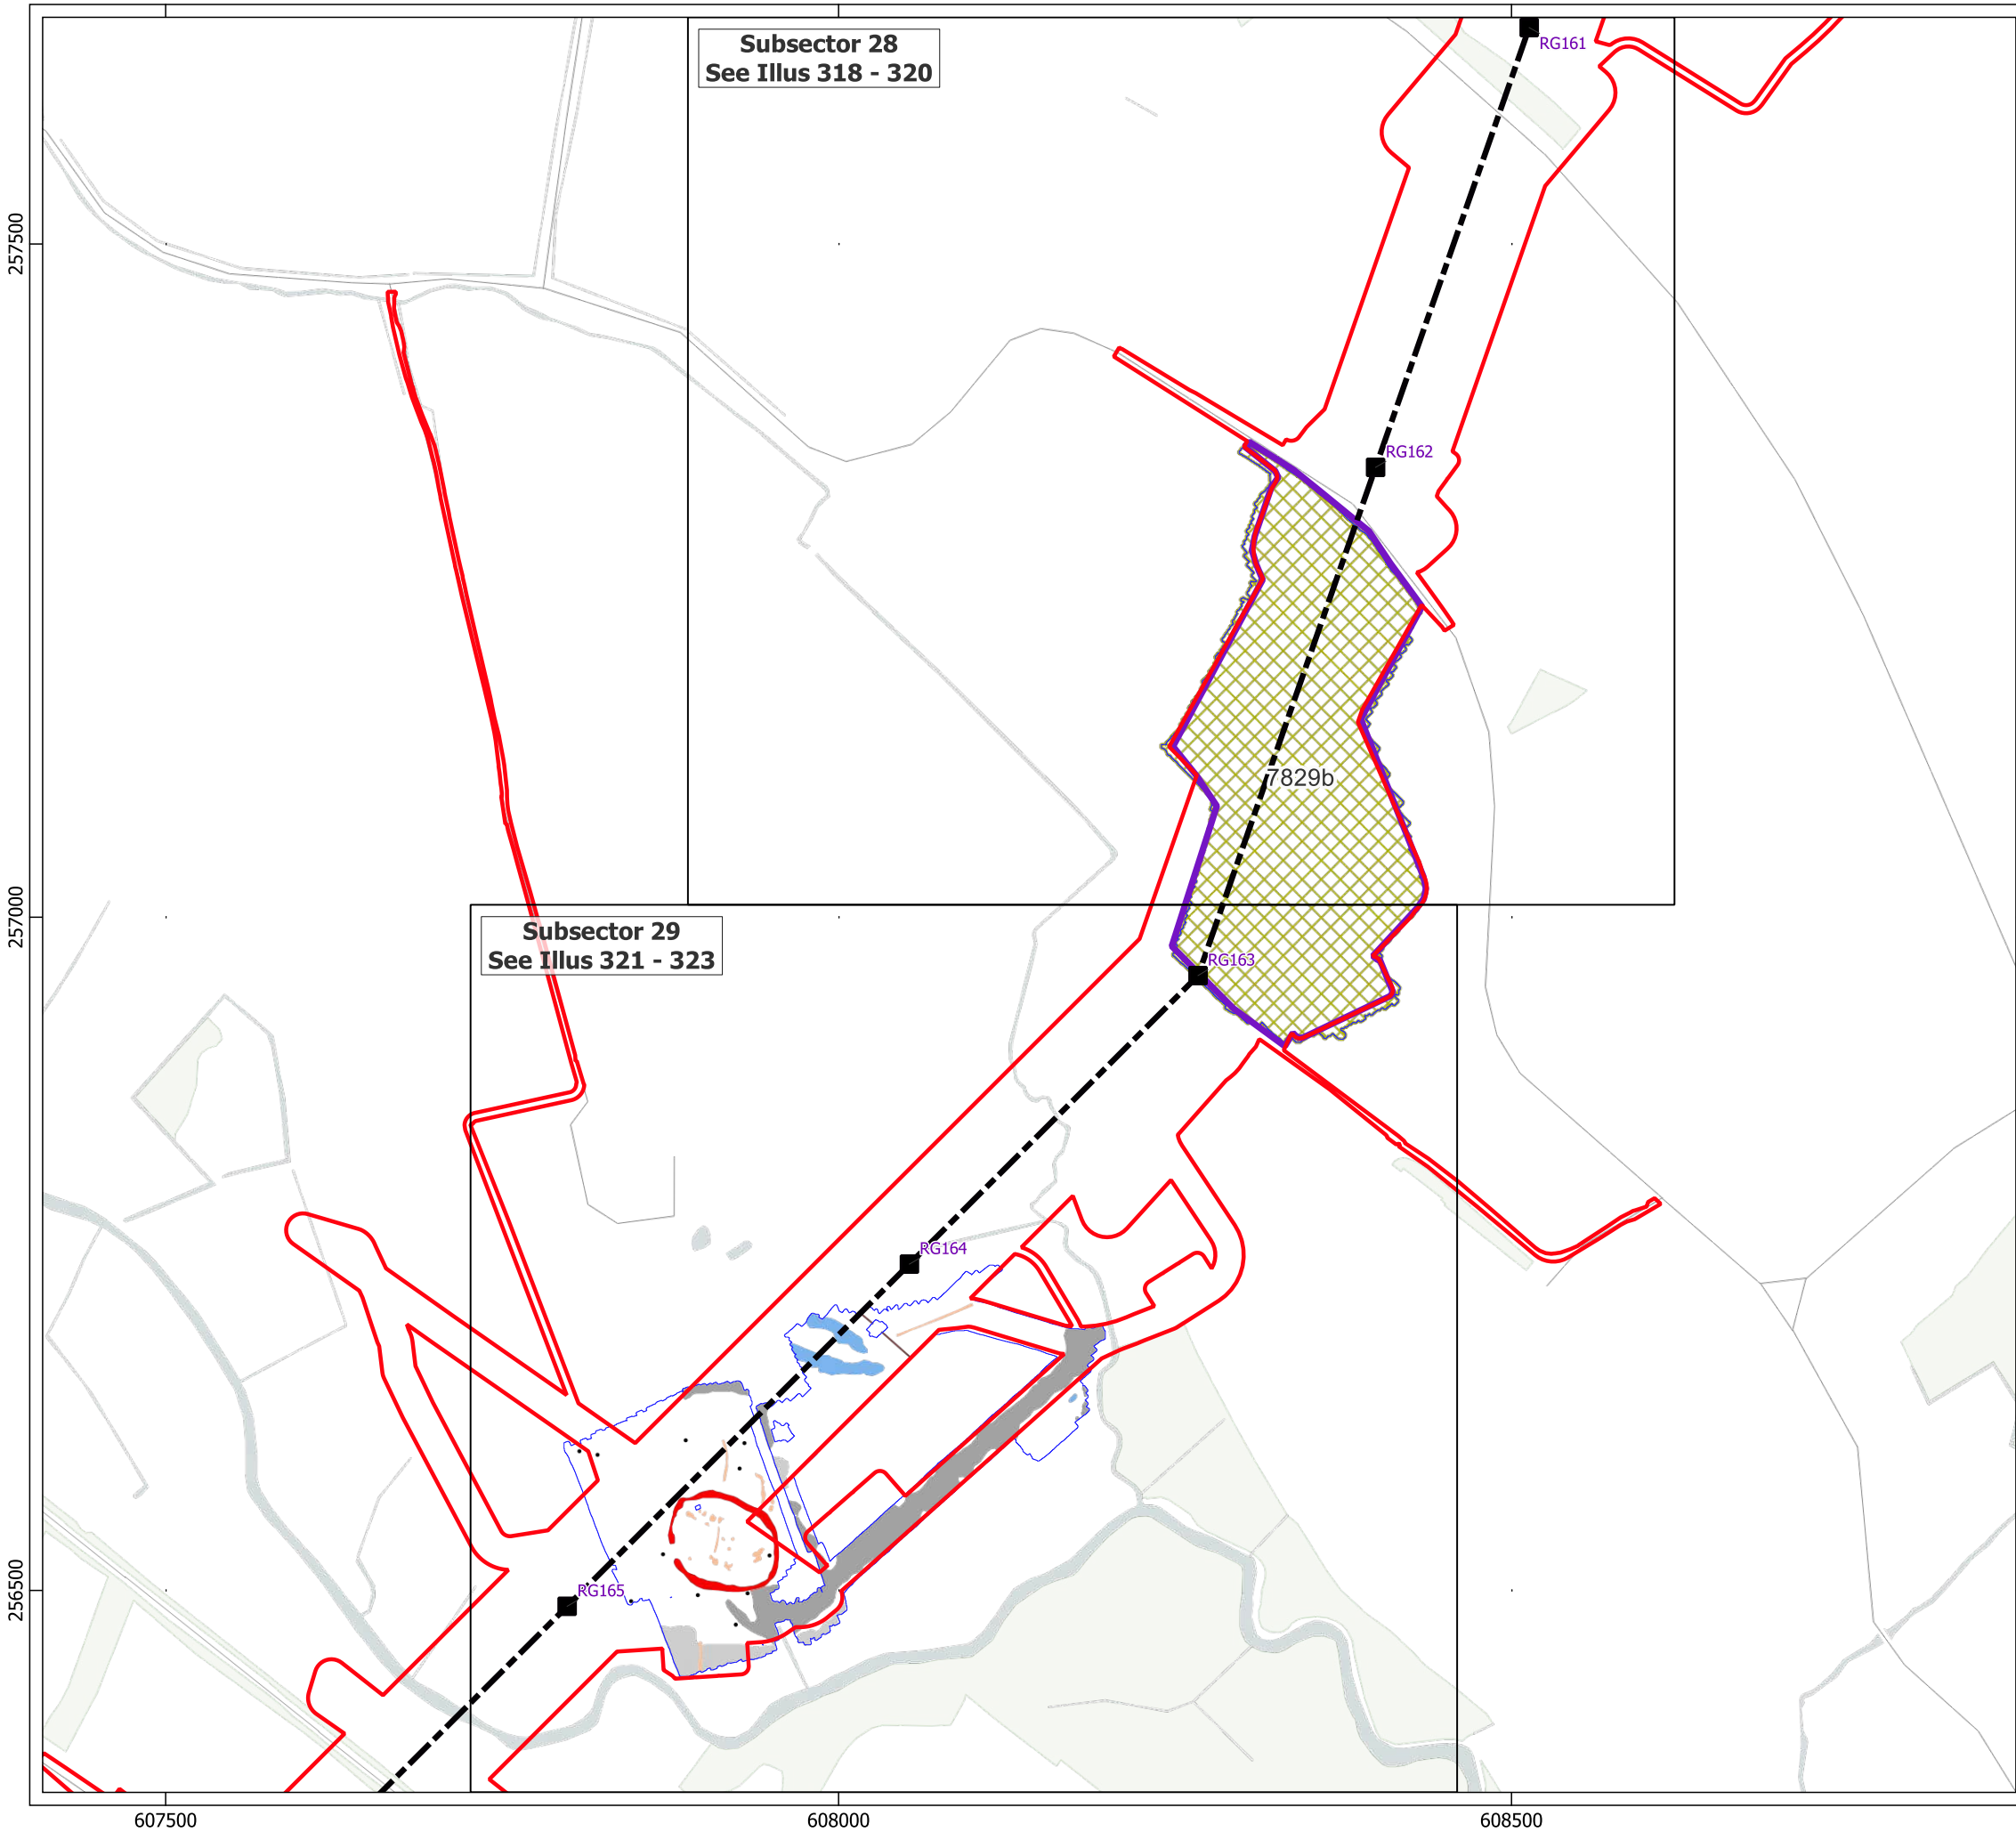 Subsector 28
See Illus 318 - 320
RG161
257500
RG162
7829b
257000
Subsector 29
See Illus 321 - 323
RG163
RG164
256500
RG165
607500
608000
608500